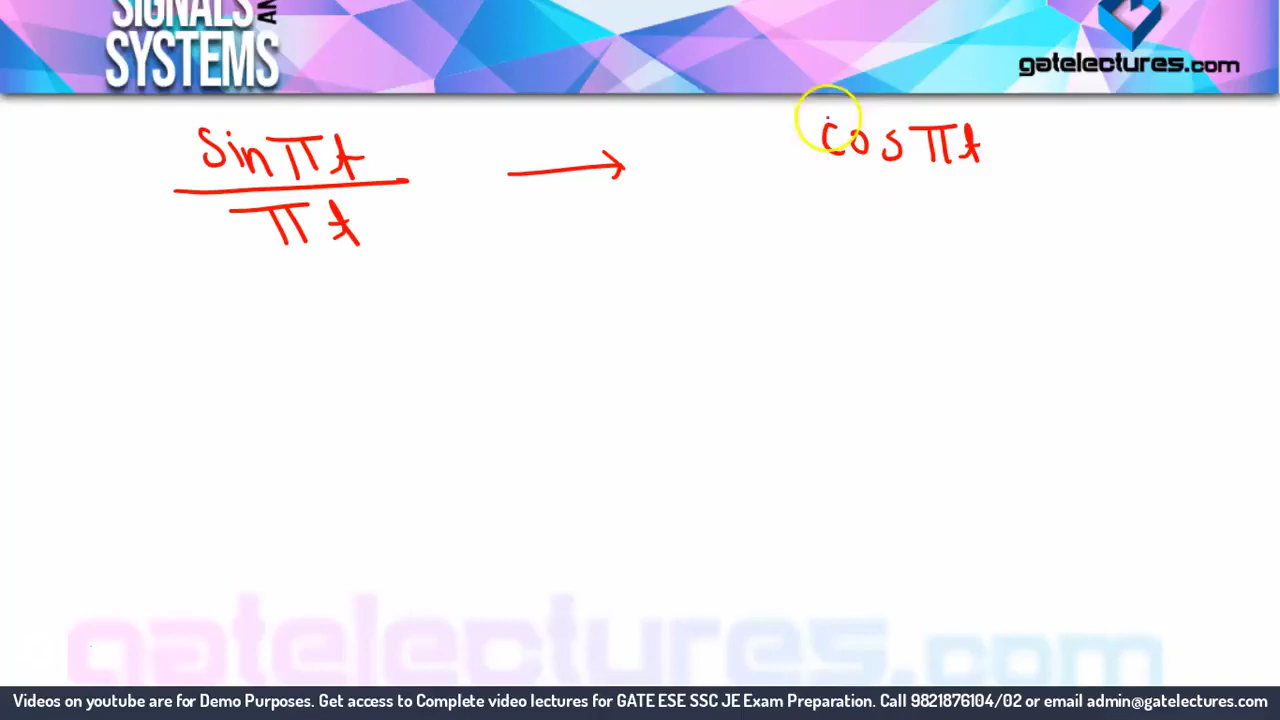 SIGNALS AND
SYSTEMS
gatelectures.com
sin πt / πt → cos πt
gatelectures.com
Videos on youtube are for Demo Purposes. Get access to Complete video lectures for GATE ESE SSC JE Exam Preparation. Call 9821876104/02 or email admin@gatelectures.com